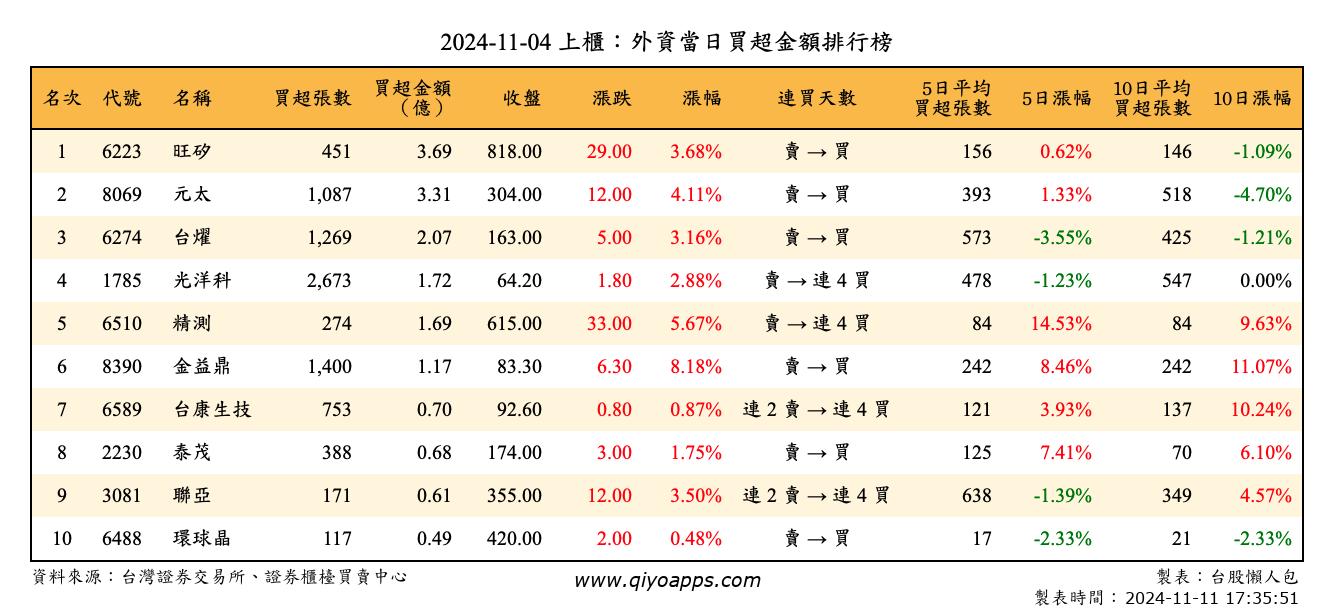 2024-11-04 上櫃：外資當日買超金額排行榜
名次 代號 名稱 買超張數 買超金額（億） 收盤 漲跌 漲幅 連買天數 5日平均買超張數 5日漲幅 10日平均買超張數 10日漲幅
1 6223 旺矽 451 3.69 818.00 29.00 3.68% 賣 → 買 156 0.62% 146 -1.09%
2 8069 元太 1,087 3.31 304.00 12.00 4.11% 賣 → 買 393 1.33% 518 -4.70%
3 6274 台燿 1,269 2.07 163.00 5.00 3.16% 賣 → 買 573 -3.55% 425 -1.21%
4 1785 光洋科 2,673 1.72 64.20 1.80 2.88% 賣 → 連 4 買 478 -1.23% 547 0.00%
5 6510 精測 274 1.69 615.00 33.00 5.67% 賣 → 連 4 買 84 14.53% 84 9.63%
6 8390 金益鼎 1,400 1.17 83.30 6.30 8.18% 賣 → 買 242 8.46% 242 11.07%
7 6589 台康生技 753 0.70 92.60 0.80 0.87% 連 2 賣 → 連 4 買 121 3.93% 137 10.24%
8 2230 泰茂 388 0.68 174.00 3.00 1.75% 賣 → 買 125 7.41% 70 6.10%
9 3081 聯亞 171 0.61 355.00 12.00 3.50% 連 2 賣 → 連 4 買 638 -1.39% 349 4.57%
10 6488 環球晶 117 0.49 420.00 2.00 0.48% 賣 → 買 17 -2.33% 21 -2.33%
資料來源：台灣證券交易所、證券櫃檯買賣中心 www.qiyoapps.com 製表：台股懶人包
製表時間：2024-11-11 17:35:51